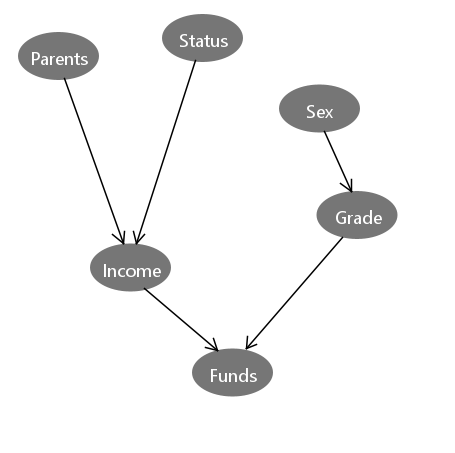 Parents
Status
Sex
Grade
Income
Funds